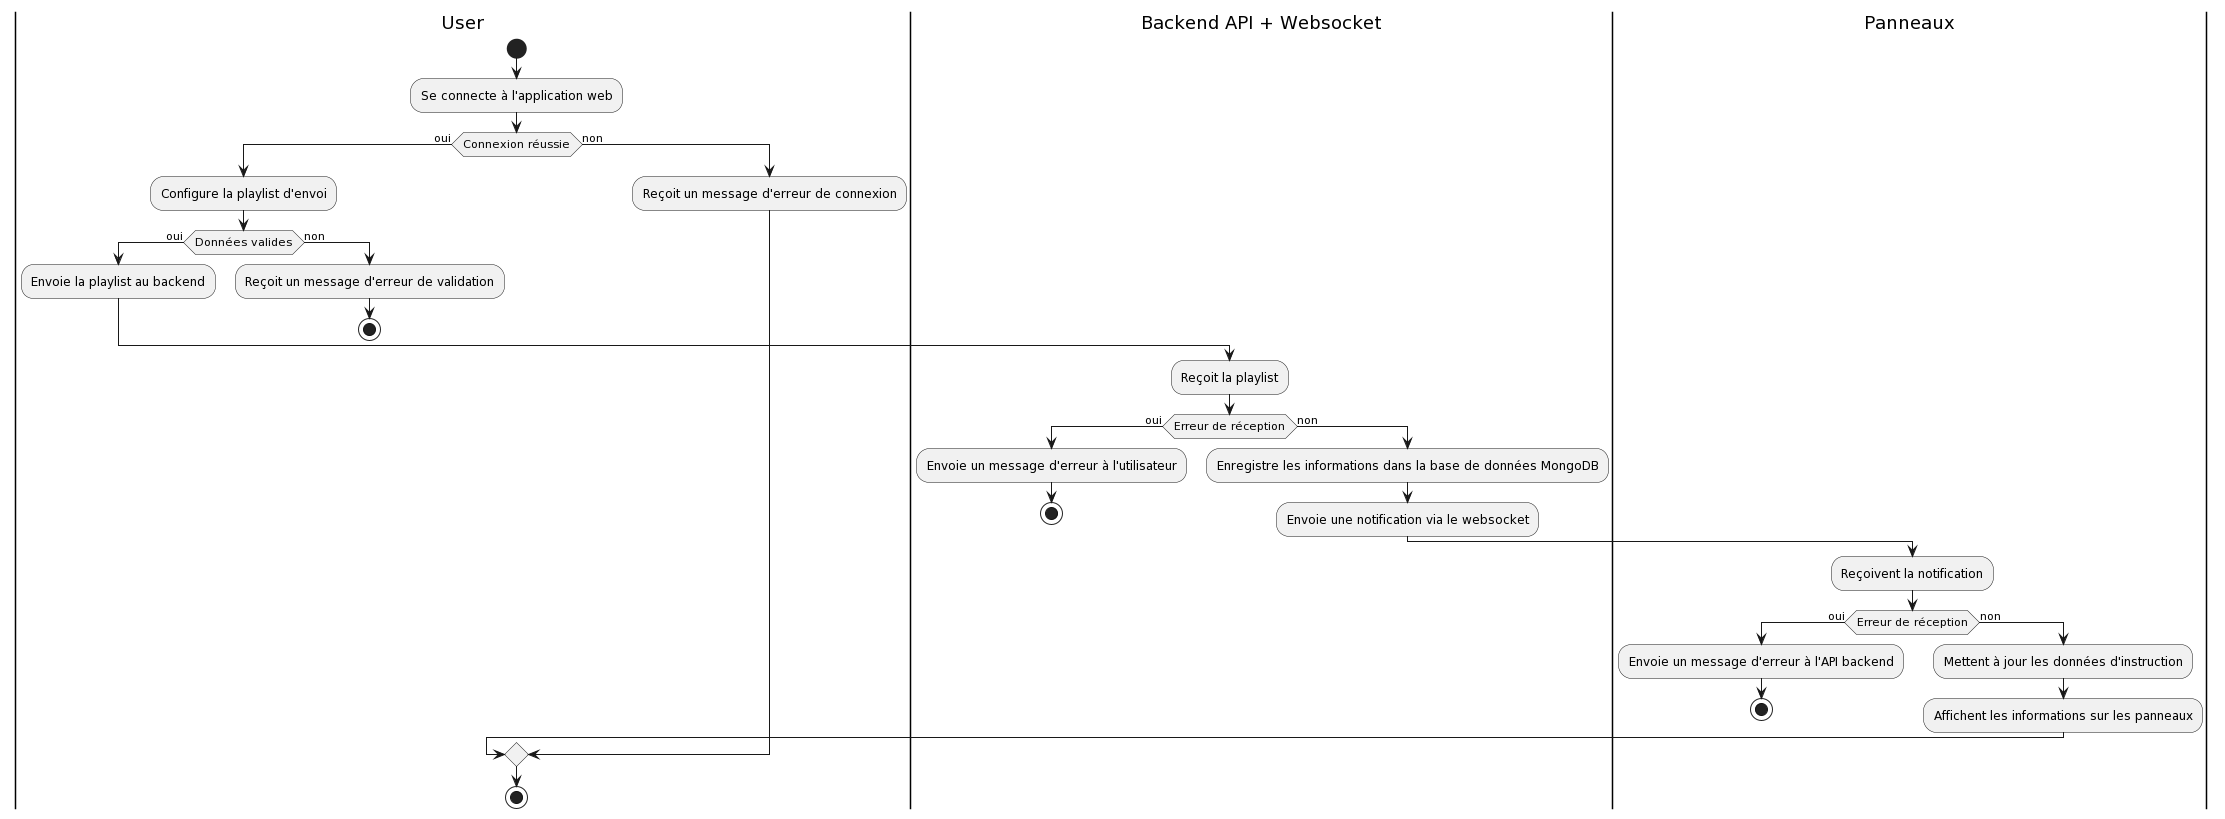 User
Backend API + Websocket
Panneaux
Se connecte à l'application web
oui
Connexion réussie
non
Configure la playlist d'envoi
Reçoit un message d'erreur de connexion
oui
Données valides
non
Envoie la playlist au backend
Reçoit un message d'erreur de validation
Reçoit la playlist
oui
Erreur de réception
non
Envoie un message d'erreur à l'utilisateur
Enregistre les informations dans la base de données MongoDB
Envoie une notification via le websocket
Reçoivent la notification
oui
Erreur de réception
non
Envoie un message d'erreur à l'API backend
Mettent à jour les données d'instruction
Affichent les informations sur les panneaux